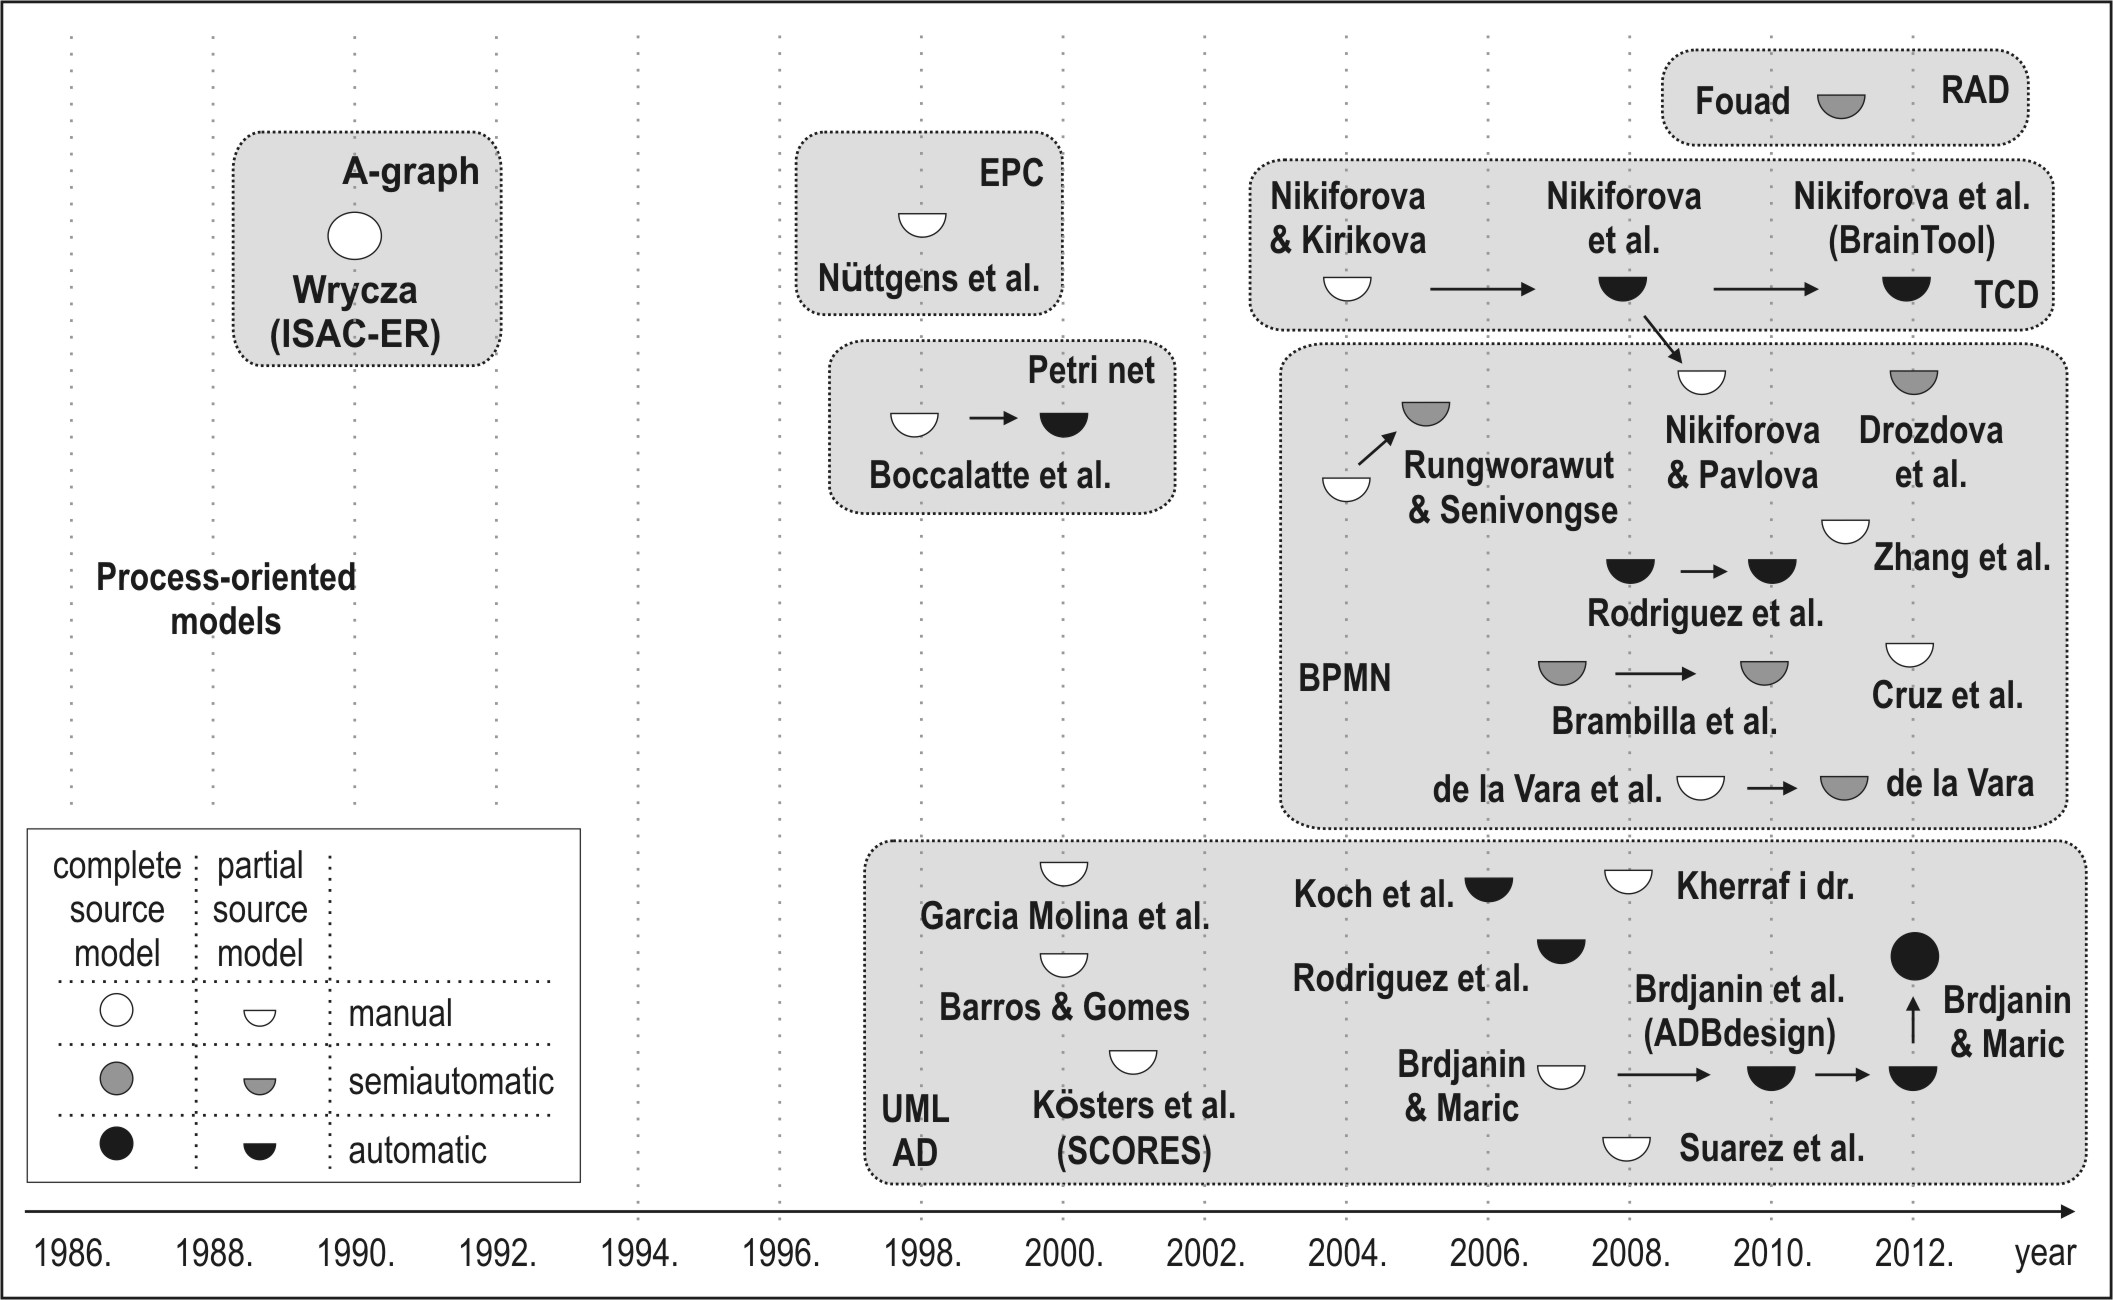 Fouad
RAD
A-graph
Wrycza
(ISAC-ER)
EPC
Nüttgens et al.
Nikiforova
& Kirikova
Nikiforova
et al.
Nikiforova et al.
(BrainTool)
TCD
Petri net
Boccalatte et al.
Rungworawut
& Senivongse
Nikiforova
& Pavlova
Drozdova
et al.
Zhang et al.
Rodriguez et al.
BPMN
Brambilla et al.
Cruz et al.
de la Vara et al.
de la Vara
Process-oriented
models
complete
source
model
partial
source
model
manual
semiautomatic
automatic
Garcia Molina et al.
Barros & Gomes
Kösters et al.
(SCORES)
UML
AD
Koch et al.
Kherraf i dr.
Rodriguez et al.
Brdjanin et al.
(ADBdesign)
Brdjanin
& Maric
Brdjanin
& Maric
Suarez et al.
1986. 1988. 1990. 1992. 1994. 1996. 1998. 2000. 2002. 2004. 2006. 2008. 2010. 2012. year